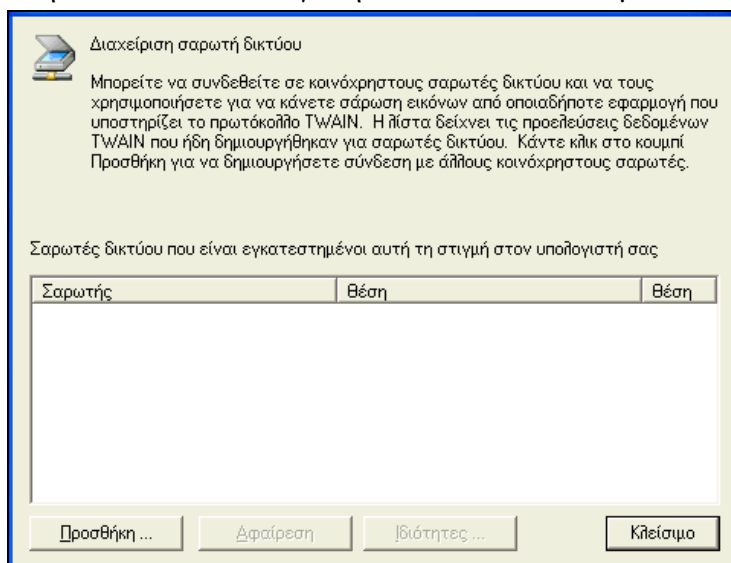 Διαχείριση σαρωτή δικτύου
Μπορείτε να συνδεθείτε σε κοινόχρηστους σαρωτές δικτύου και να τους
χρησιμοποιήσετε για να κάνετε σάρωση εικόνων από οποιαδήποτε εφαρμογή που
υποστηρίζει το πρωτόκολλο TWAIN. Η λίστα δείχνει τις προελεύσεις δεδομένων
TWAIN που ήδη δημιουργήθηκαν για σαρωτές δικτύου. Κάντε κλικ στο κουμπί
Προσθήκη για να δημιουργήσετε σύνδεση με άλλους κοινόχρηστους σαρωτές.
Σαρωτές δικτύου που είναι εγκατεστημένοι αυτή τη στιγμή στον υπολογιστή σας
Σαρωτής Θέση Θέση
Προσθήκη ... Αφαίρεση Ιδιότητες ... Κλείσιμο